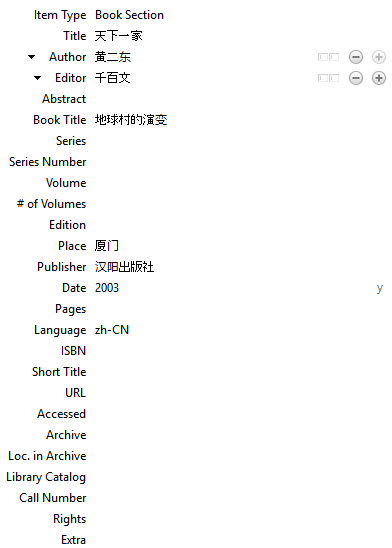 Item Type Book Section
Title 天下一家
Author 黄二东
Editor 千百文
Abstract
Book Title 地球村的演变
Series
Series Number
Volume
# of Volumes
Edition
Place 厦门
Publisher 汉阳出版社
Date 2003 y
Pages
Language zh-CN
ISBN
Short Title
URL
Accessed
Archive
Loc. in Archive
Library Catalog
Call Number
Rights
Extra